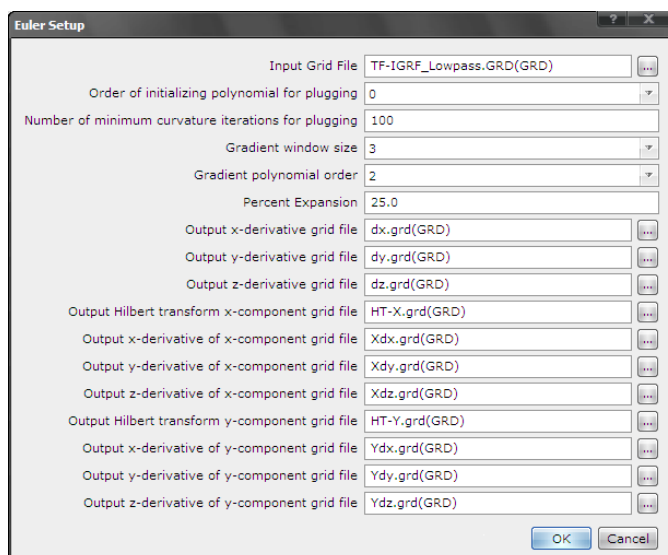 Euler Setup
Input Grid File TF-IGRF_Lowpass.GRD(GRD) ...
Order of initializing polynomial for plugging 0
Number of minimum curvature iterations for plugging 100
Gradient window size 3
Gradient polynomial order 2
Percent Expansion 25.0
Output x-derivative grid file dx.grd(GRD) ...
Output y-derivative grid file dy.grd(GRD) ...
Output z-derivative grid file dz.grd(GRD) ...
Output Hilbert transform x-component grid file HT-X.grd(GRD) ...
Output x-derivative of x-component grid file Xdx.grd(GRD) ...
Output y-derivative of x-component grid file Xdy.grd(GRD) ...
Output z-derivative of x-component grid file Xdz.grd(GRD) ...
Output Hilbert transform y-component grid file HT-Y.grd(GRD) ...
Output x-derivative of y-component grid file Ydx.grd(GRD) ...
Output y-derivative of y-component grid file Ydy.grd(GRD) ...
Output z-derivative of y-component grid file Ydz.grd(GRD) ...
OK Cancel